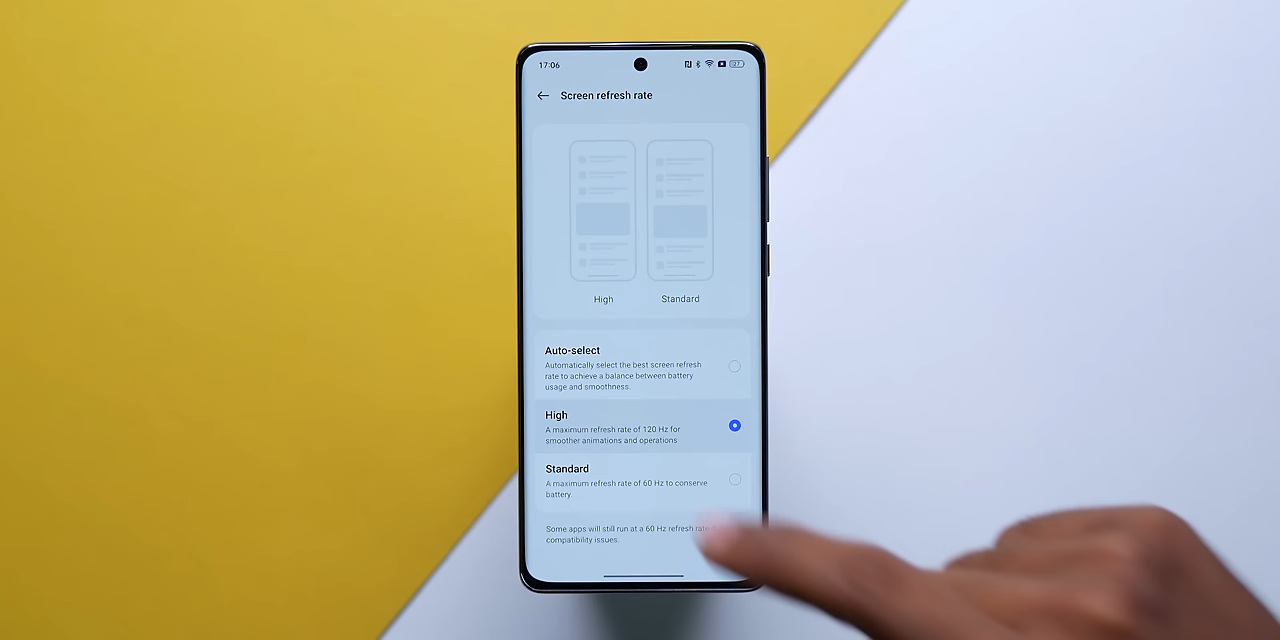 17:06
27
Screen refresh rate
High
Standard
Auto-select
Automatically select the best screen refresh
rate to achieve a balance between battery
usage and smoothness.
High
A maximum refresh rate of 120 Hz for
smoother animations and operations
Standard
A maximum refresh rate of 60 Hz to conserve
battery.
Some apps will still run at a 60 Hz refresh rate
compatibility issues.